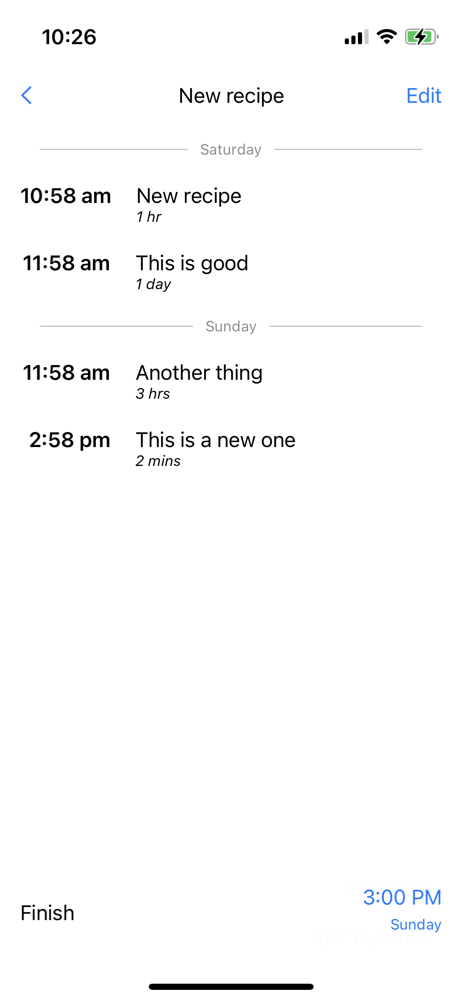 10:26
New recipe
Edit
Saturday
10:58 am New recipe
1 hr
11:58 am This is good
1 day
Sunday
11:58 am Another thing
3 hrs
2:58 pm This is a new one
2 mins
Finish
3:00 PM
Sunday